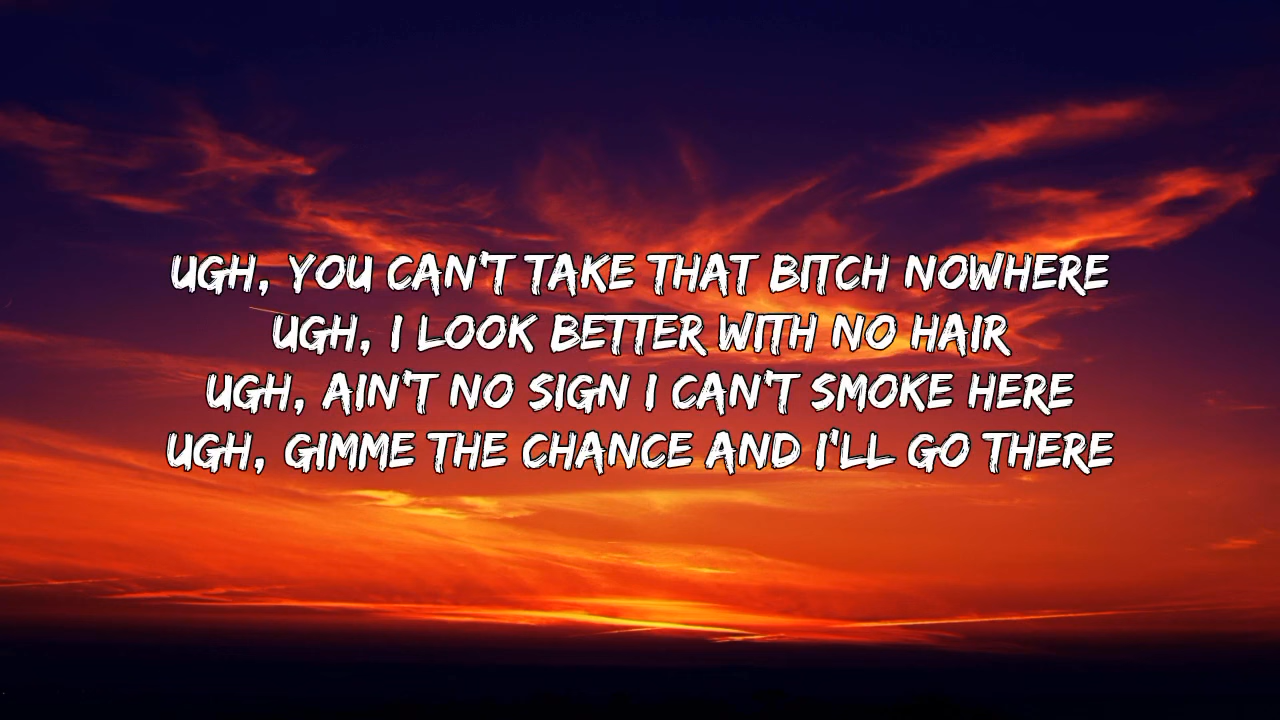 UGH, YOU CAN'T TAKE THAT BITCH NOWHERE
UGH, I LOOK BETTER WITH NO HAIR
UGH, AIN'T NO SIGN I CAN'T SMOKE HERE
UGH, GIMME THE CHANCE AND I'LL GO THERE